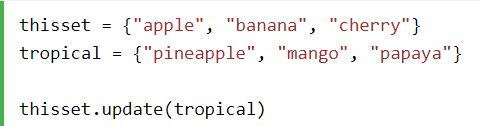 thisset = {"apple", "banana", "cherry"}
tropical = {"pineapple", "mango", "papaya"}
thisset.update(tropical)